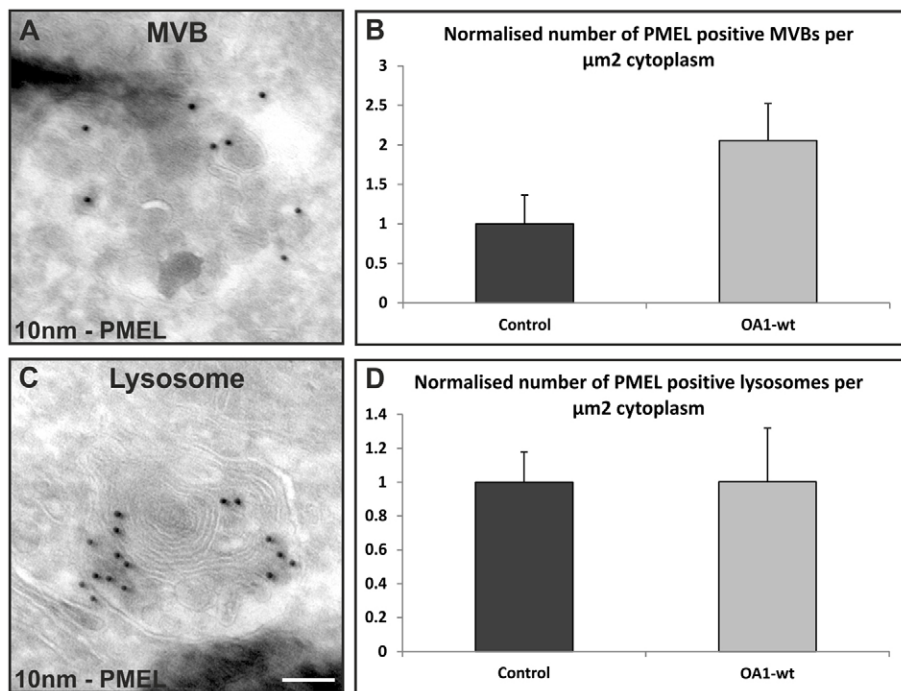 A
MVB
10nm - PMEL
B
Normalised number of PMEL positive MVBs per
µm2 cytoplasm
3
2.5
2
1.5
1
0.5
0
Control
OA1-wt
C
Lysosome
10nm - PMEL
D
Normalised number of PMEL positive lysosomes per
µm2 cytoplasm
1.4
1.2
1
0.8
0.6
0.4
0.2
0
Control
OA1-wt